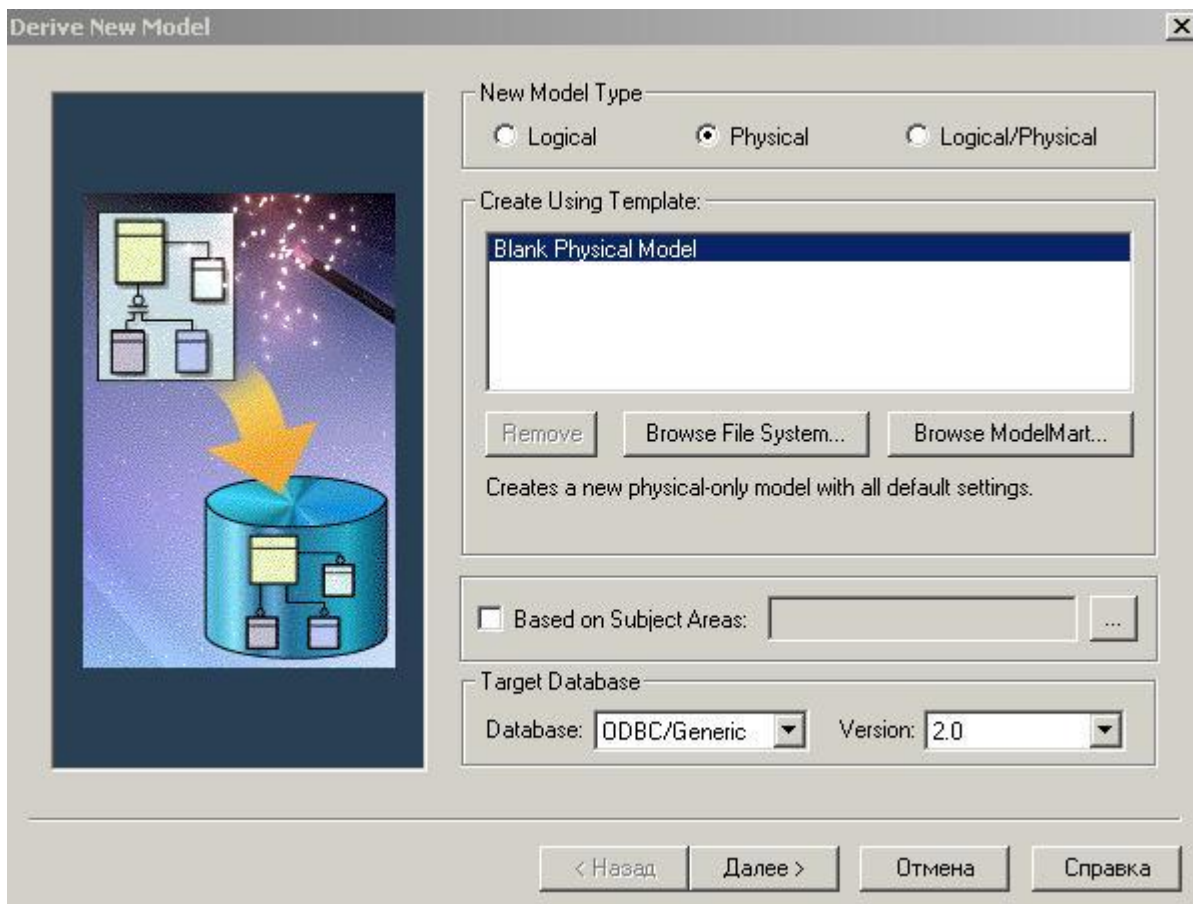 Derive New Model
New Model Type
Logical Physical Logical/Physical
Create Using Template:
Blank Physical Model
Remove Browse File System... Browse ModelMart...
Creates a new physical-only model with all default settings.
Based on Subject Areas: ...
Target Database
Database: ODBC/Generic Version: 2.0
< Назад Далее > Отмена Справка